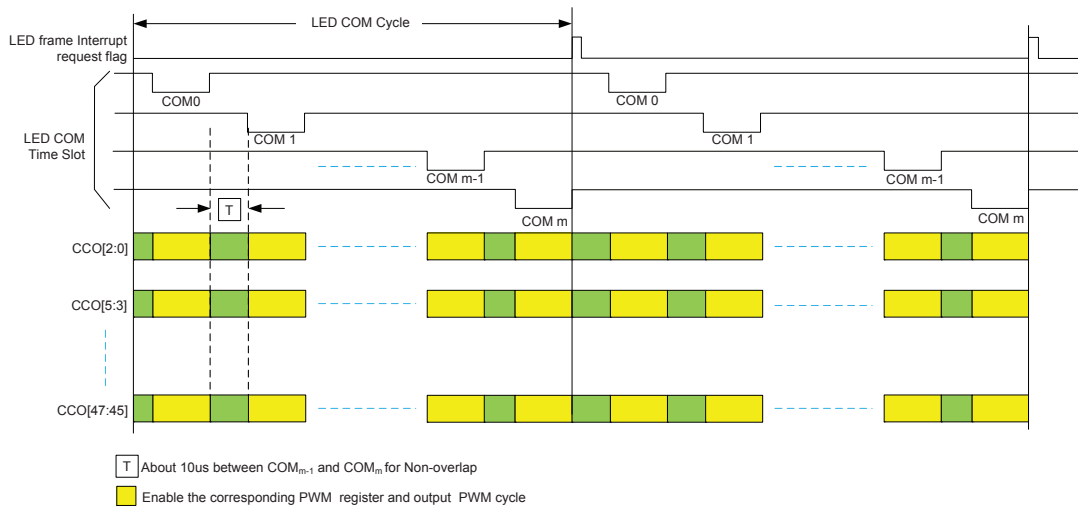 LED COM Cycle
LED frame Interrupt
request flag
COM0
COM 0
LED COM
Time Slot
COM 1
COM 1
COM m-1
COM m-1
T
COM m
COM m
CCO[2:0]
CCO[5:3]
CCO[47:45]
T About 10us between COMm-1 and COMm for Non-overlap
Enable the corresponding PWM register and output PWM cycle